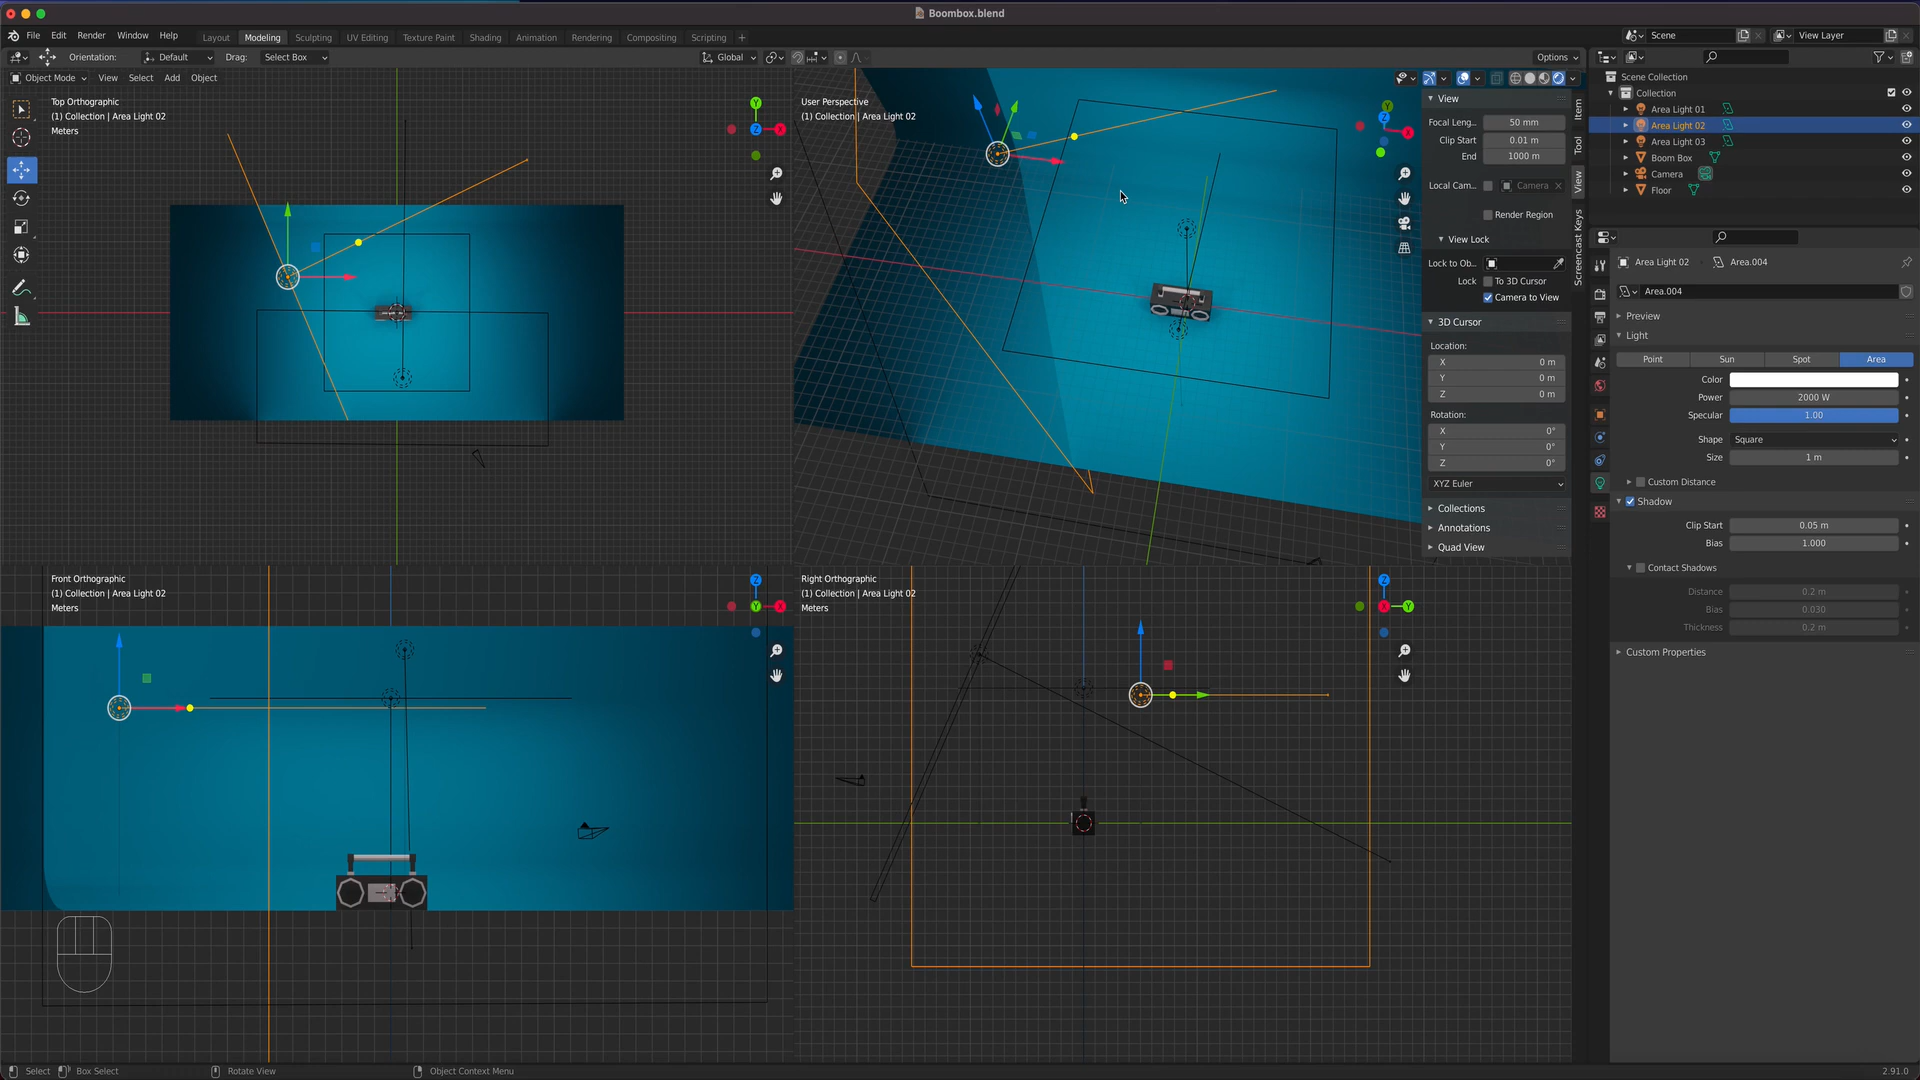 Boombox.blend
File Edit Render Window Help Layout Modeling Sculpting UV Editing Texture Paint Shading Animation Rendering Compositing Scripting +
Scene View Layer
Orientation: Default Drag: Select Box Global Options
Object Mode View Select Add Object
Top Orthographic
(1) Collection | Area Light 02
Meters
Y
Z
X
User Perspective
(1) Collection | Area Light 02
Y
Z
X
View
Focal Leng... 50 mm
Clip Start 0.01 m
End 1000 m
Local Cam... Camera
Render Region
View Lock
Lock to Ob...
Lock To 3D Cursor
Camera to View
3D Cursor
Location:
X 0 m
Y 0 m
Z 0 m
Rotation:
X 0°
Y 0°
Z 0°
XYZ Euler
Collections
Annotations
Quad View
Item
Tool
View
Screencast Keys
Front Orthographic
(1) Collection | Area Light 02
Meters
Z
Y
X
Right Orthographic
(1) Collection | Area Light 02
Meters
Z
X
Y
Scene Collection
Collection
Area Light 01
Area Light 02
Area Light 03
Boom Box
Camera
Floor
Area Light 02 Area.004
Area.004
Preview
Light
Point Sun Spot Area
Color
Power 2000 W
Specular 1.00
Shape Square
Size 1 m
Custom Distance
Shadow
Clip Start 0.05 m
Bias 1.000
Contact Shadows
Distance 0.2 m
Bias 0.030
Thickness 0.2 m
Custom Properties
Select Box Select Rotate View Object Context Menu 2.91.0